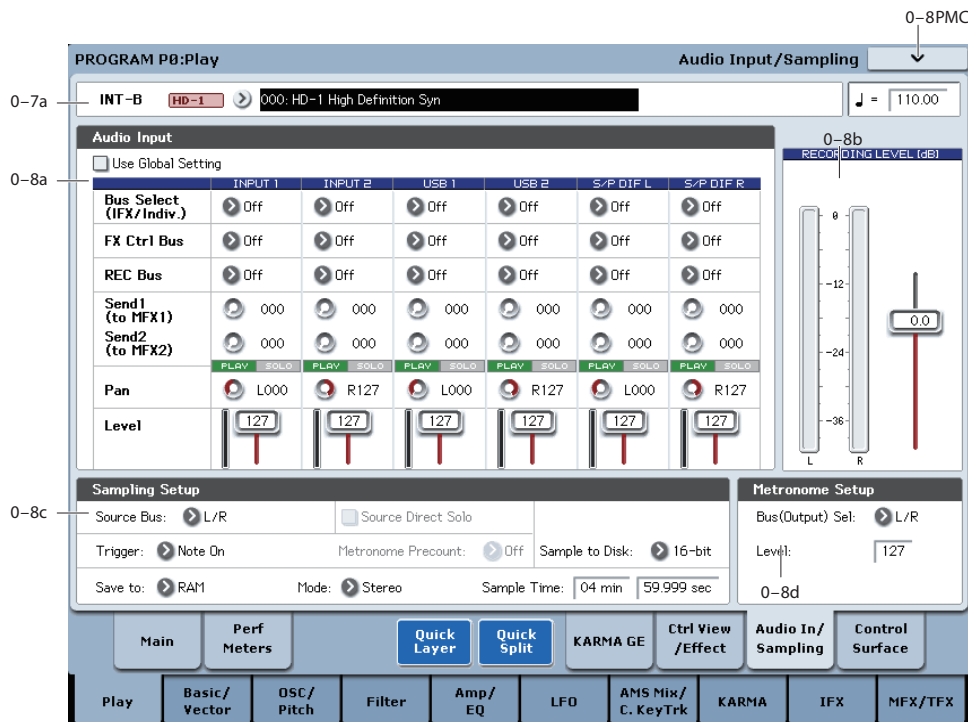 0–8PMC
PROGRAM P0:Play
Audio Input/Sampling
0–7a
INT-B
HD-1
000: HD-1 High Definition Syn
♩ = 110.00
Audio Input
0–8b
Use Global Setting
RECORDING LEVEL [dB]
0–8a
INPUT 1 INPUT 2 USB 1 USB 2 S/P DIF L S/P DIF R
Bus Select
(IFX/Indiv.)
Off Off Off Off Off Off
FX Ctrl Bus Off Off Off Off Off Off
REC Bus Off Off Off Off Off Off
Send1
(to MFX1)
000 000 000 000 000 000
Send2
(to MFX2)
000 000 000 000 000 000
PLAY SOLO PLAY SOLO PLAY SOLO PLAY SOLO PLAY SOLO PLAY SOLO
Pan L000 R127 L000 R127 L000 R127
Level 127 127 127 127 127 127
0
-12
-24
-36
0.0
L R
Sampling Setup
0–8c
Source Bus: L/R
Source Direct Solo
Trigger: Note On
Metronome Precount: Off
Sample to Disk: 16-bit
Save to: RAM
Mode: Stereo
Sample Time: 04 min 59.999 sec
Metronome Setup
Bus(Output) Sel: L/R
Level: 127
0–8d
Main
Perf
Meters
Quick
Layer
Quick
Split
KARMA GE
Ctrl View
/Effect
Audio In/
Sampling
Control
Surface
Play
Basic/
Vector
OSC/
Pitch
Filter
Amp/
EQ
LFO
AMS Mix/
C. KeyTrk
KARMA
IFX
MFX/TFX